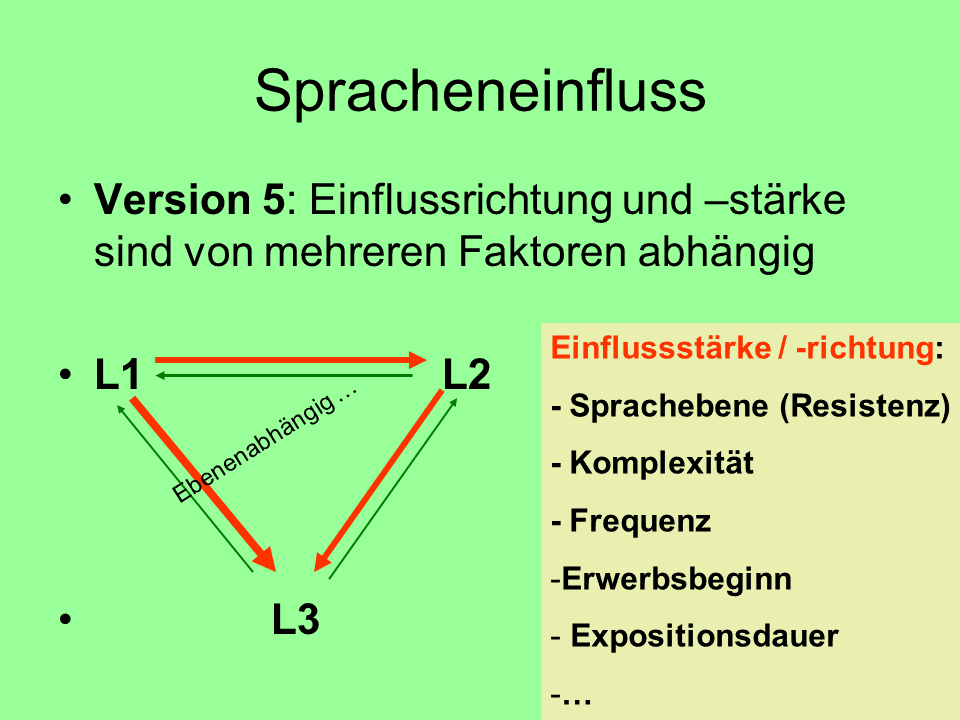 Spracheneinfluss
• Version 5: Einflussrichtung und –stärke
sind von mehreren Faktoren abhängig
• L1 L2
Ebenenabhängig …
• L3
Einflussstärke / -richtung:
- Sprachebene (Resistenz)
- Komplexität
- Frequenz
-Erwerbsbeginn
- Expositionsdauer
-…